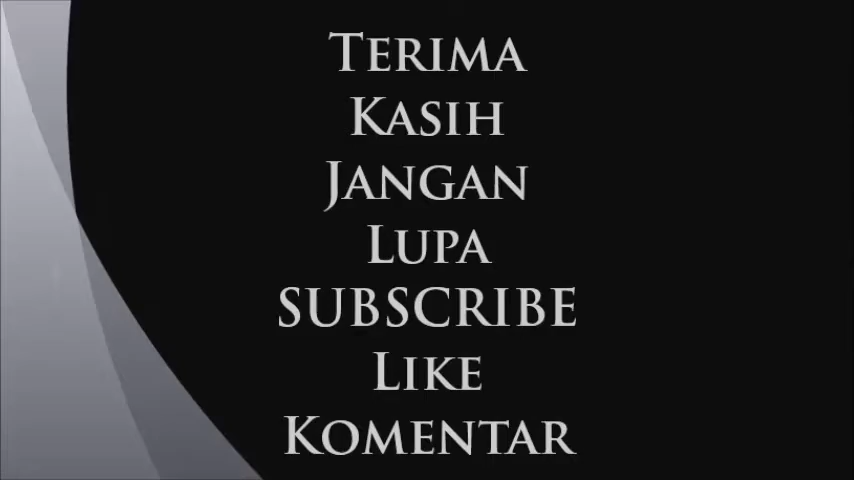 Terima
Kasih
Jangan
Lupa
SUBSCRIBE
Like
Komentar